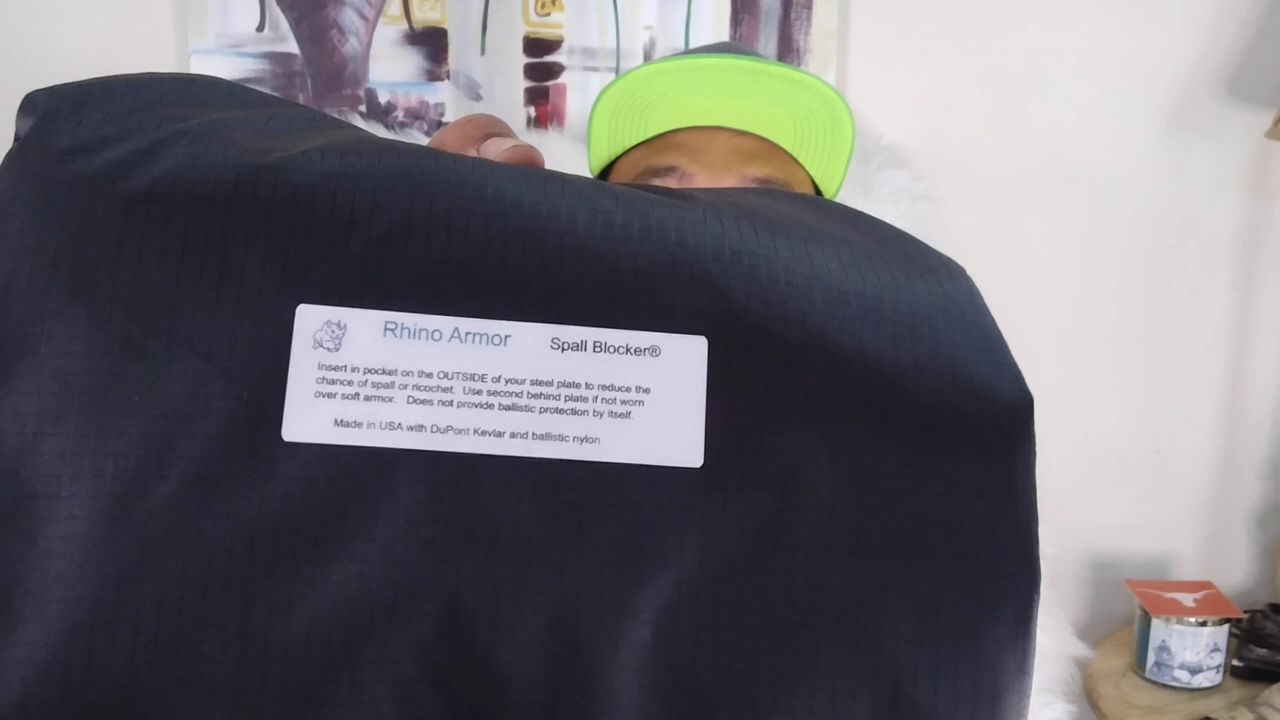 Rhino Armor Spall Blocker®
Insert in pocket on the OUTSIDE of your steel plate to reduce the
chance of spall or ricochet. Use second behind plate if not worn
over soft armor. Does not provide ballistic protection by itself.
Made in USA with DuPont Kevlar and ballistic nylon